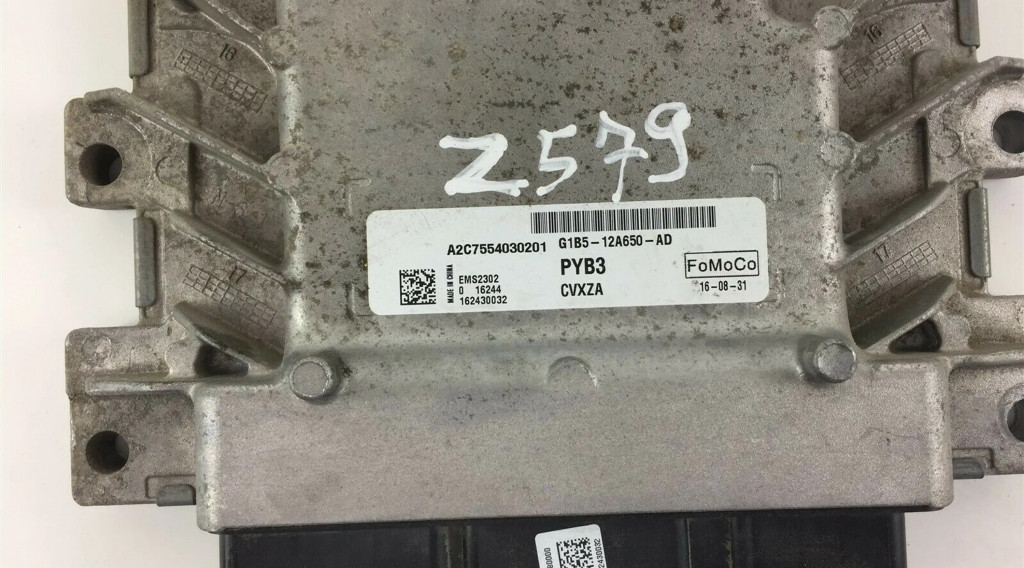 16
16
Z579
A2C7554030201 G1B5-12A650-AD
PYB3
FoMoCo
MADE IN CHINA
EMS2302
0 16244
162430032
CVXZA
16-08-31
17
17